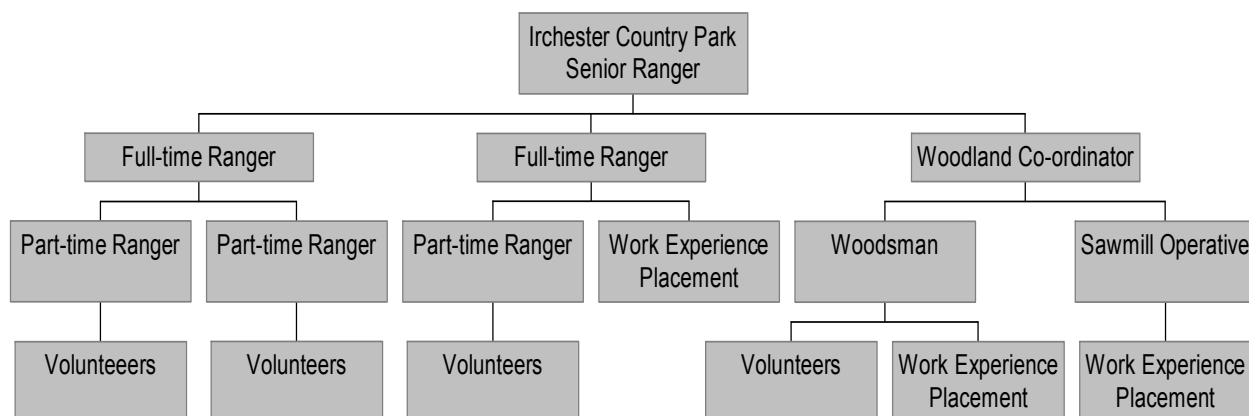 Irchester Country Park
Senior Ranger
Full-time Ranger
Full-time Ranger
Woodland Co-ordinator
Part-time Ranger
Part-time Ranger
Part-time Ranger
Work Experience
Placement
Woodsman
Sawmill Operative
Volunteeers
Volunteers
Volunteers
Volunteers
Work Experience
Placement
Work Experience
Placement